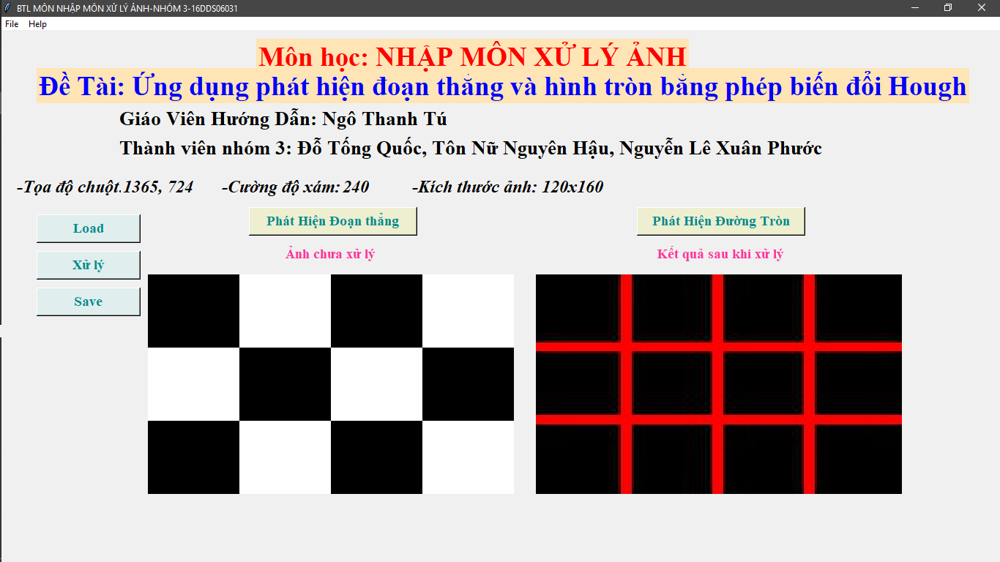 BTL MÔN NHẬP MÔN XỬ LÝ ẢNH-NHÓM 3-16DDS06031
File Help
Môn học: NHẬP MÔN XỬ LÝ ẢNH
Đề Tài: Ứng dụng phát hiện đoạn thẳng và hình tròn bằng phép biến đổi Hough
Giáo Viên Hướng Dẫn: Ngô Thanh Tú
Thành viên nhóm 3: Đỗ Tống Quốc, Tôn Nữ Nguyên Hậu, Nguyễn Lê Xuân Phước
-Tọa độ chuột.1365, 724 -Cường độ xám: 240 -Kích thước ảnh: 120x160
Phát Hiện Đoạn thẳng Phát Hiện Đường Tròn
Load
Ảnh chưa xử lý Kết quả sau khi xử lý
Xử lý
Save